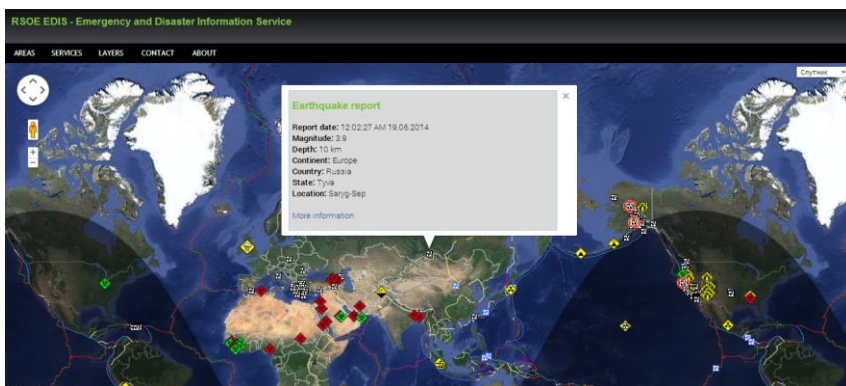 RSOE EDIS - Emergency and Disaster Information Service
AREAS SERVICES LAYERS CONTACT ABOUT
Спутник
Earthquake report
Report date: 12:02:27 AM 19.06.2014
Magnitude: 3.9
Depth: 10 km
Continent: Europe
Country: Russia
State: Tyva
Location: Saryg-Sep
More information